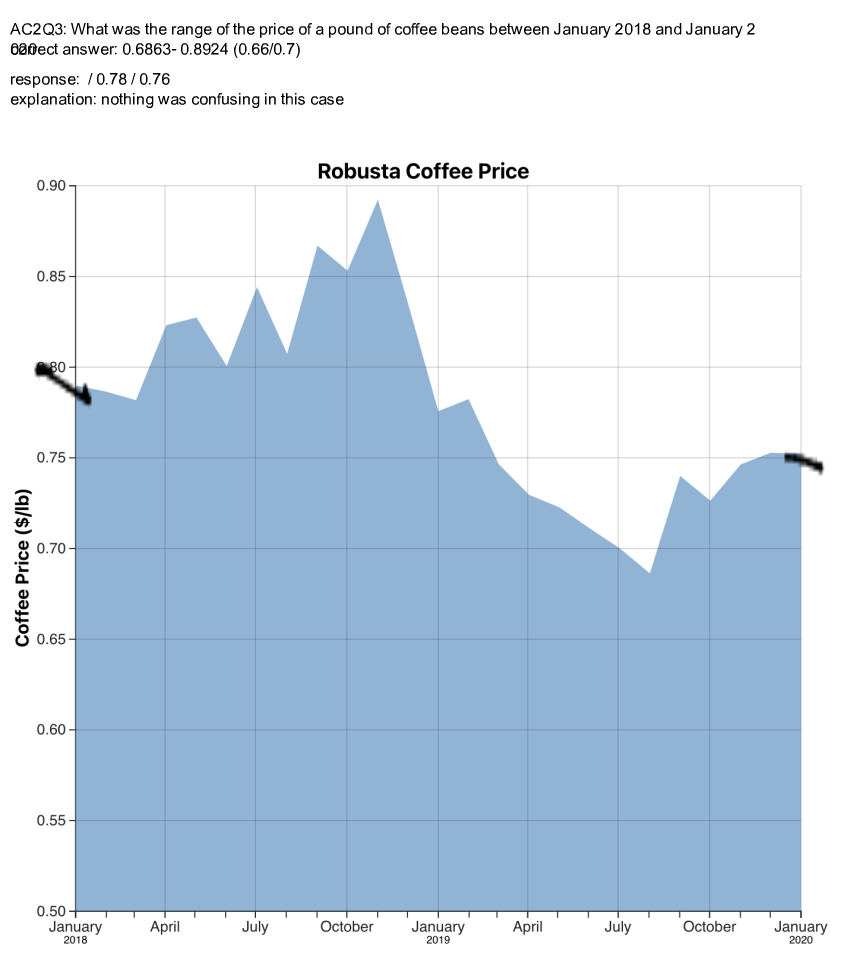 AC2Q3: What was the range of the price of a pound of coffee beans between January 2018 and January 2
020
correct answer: 0.6863- 0.8924 (0.66/0.7)
response:  / 0.78 / 0.76
explanation: nothing was confusing in this case
Robusta Coffee Price
0.90
0.85
0.80
0.75
0.70
0.65
0.60
0.55
0.50
Coffee Price ($/lb)
January April July October January April July October January
2018 2019 2020